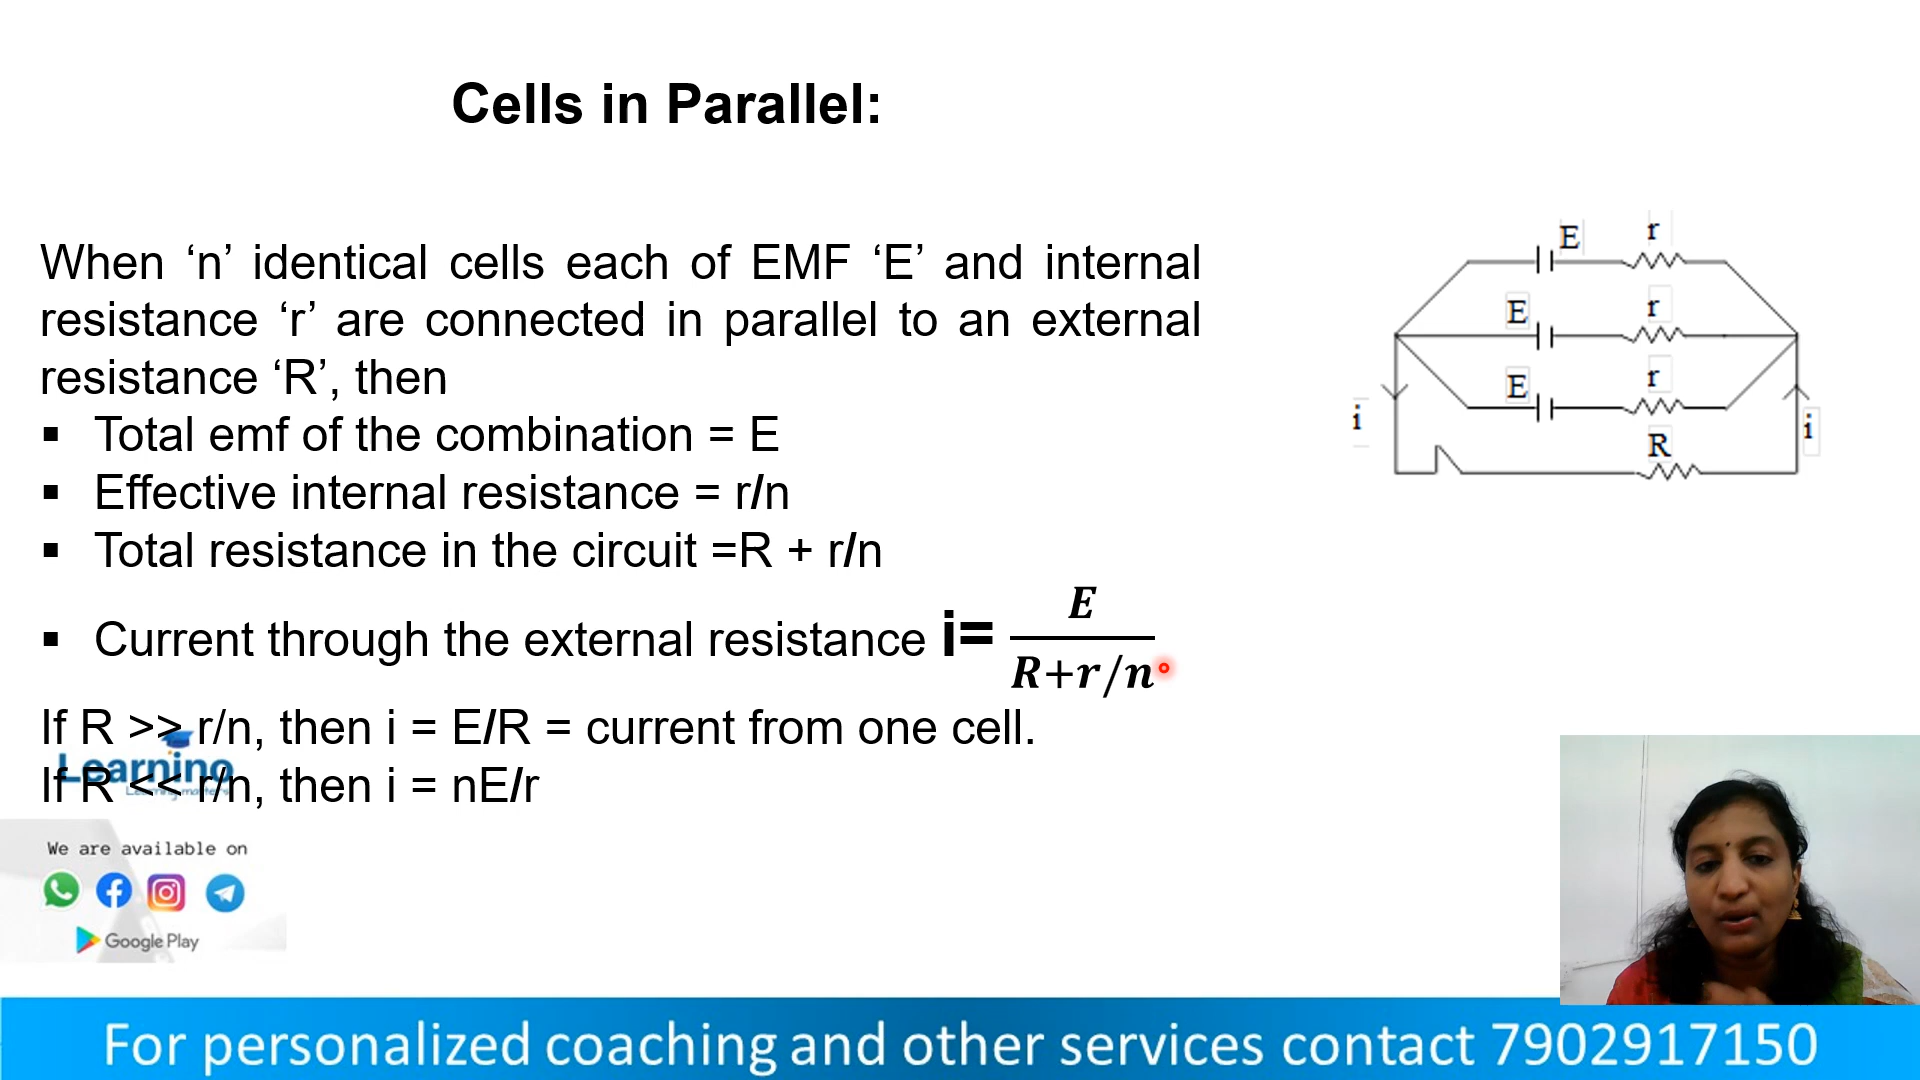 Cells in Parallel:
When ‘n’ identical cells each of EMF ‘E’ and internal
resistance ‘r’ are connected in parallel to an external
resistance ‘R’, then
▪ Total emf of the combination = E
▪ Effective internal resistance = r/n
▪ Total resistance in the circuit =R + r/n
▪ Current through the external resistance i= E / R+r/n
If R >> r/n, then i = E/R = current from one cell.
If R << r/n, then i = nE/r
E r
E r
E r
i R i
Learnino
We are available on
Google Play
For personalized coaching and other services contact 7902917150